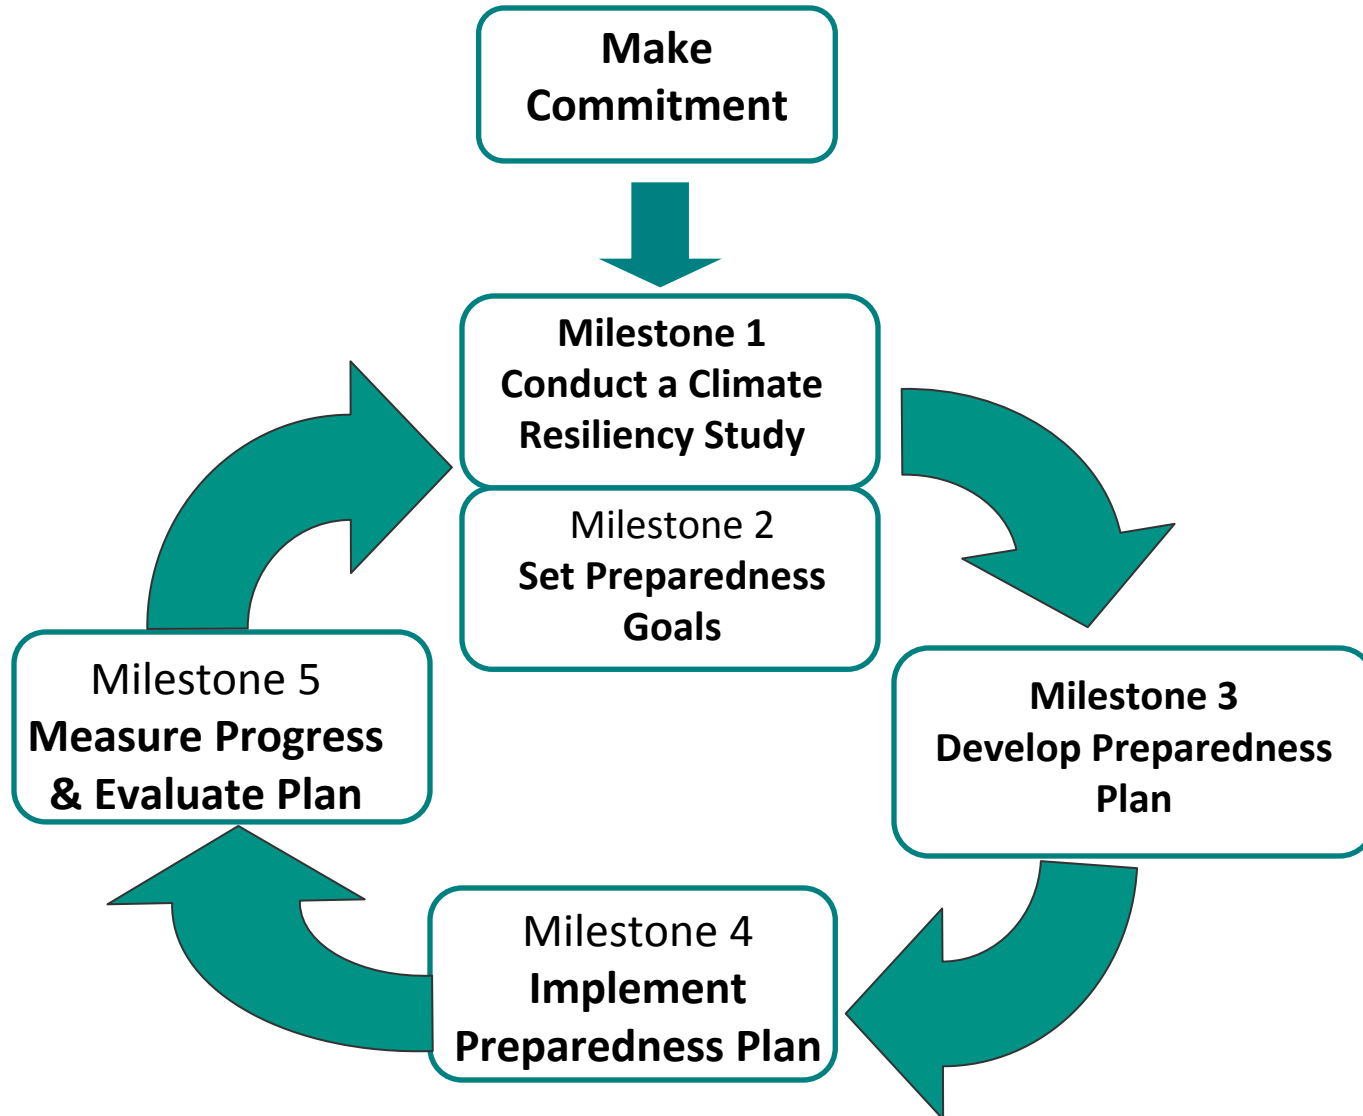 Make
Commitment
Milestone 1
Conduct a Climate
Resiliency Study
Milestone 2
Set Preparedness
Goals
Milestone 3
Develop Preparedness
Plan
Milestone 4
Implement
Preparedness Plan
Milestone 5
Measure Progress
& Evaluate Plan